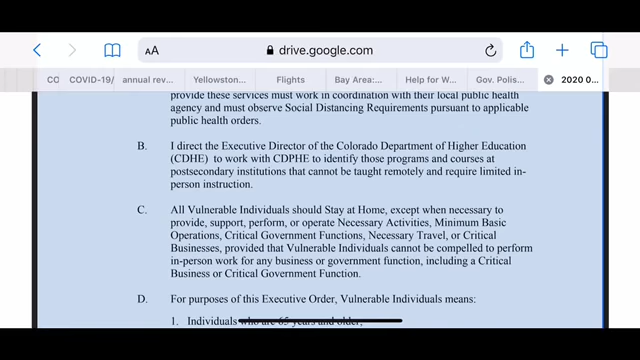 AA
drive.google.com
CO
COVID-19/
annual rev...
Yellowston...
Flights
Bay Area:...
Help for W...
Gov. Polis...
2020 0...
provide these services must work in coordination with their local public health
agency and must observe Social Distancing Requirements pursuant to applicable
public health orders.
B. I direct the Executive Director of the Colorado Department of Higher Education
(CDHE) to work with CDPHE to identify those programs and courses at
postsecondary institutions that cannot be taught remotely and require limited in-
person instruction.
C. All Vulnerable Individuals should Stay at Home, except when necessary to
provide, support, perform, or operate Necessary Activities, Minimum Basic
Operations, Critical Government Functions, Necessary Travel, or Critical
Businesses, provided that Vulnerable Individuals cannot be compelled to perform
in-person work for any business or government function, including a Critical
Business or Critical Government Function.
D. For purposes of this Executive Order, Vulnerable Individuals means:
1. Individuals who are 65 years and older;